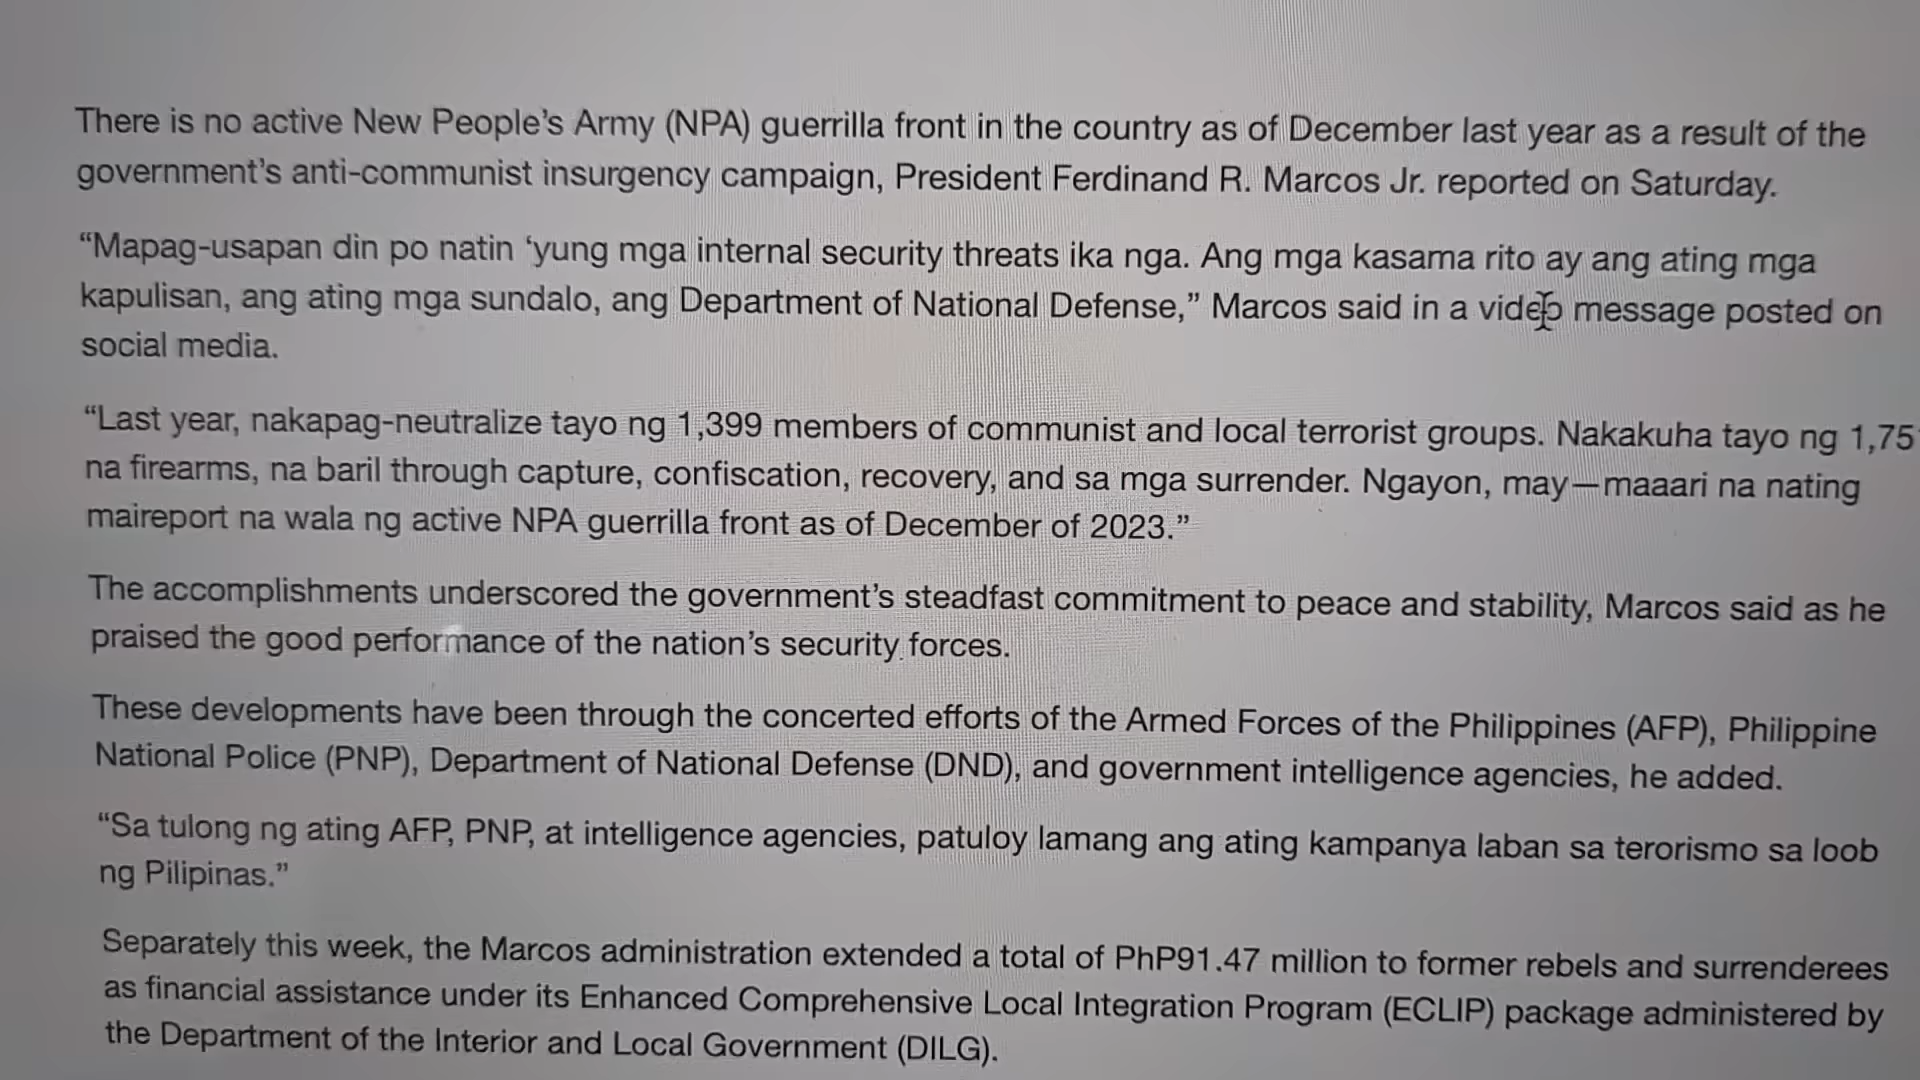 There is no active New People’s Army (NPA) guerrilla front in the country as of December last year as a result of the
government’s anti-communist insurgency campaign, President Ferdinand R. Marcos Jr. reported on Saturday.
“Mapag-usapan din po natin ‘yung mga internal security threats ika nga. Ang mga kasama rito ay ang ating mga
kapulisan, ang ating mga sundalo, ang Department of National Defense,” Marcos said in a video message posted on
social media.
“Last year, nakapag-neutralize tayo ng 1,399 members of communist and local terrorist groups. Nakakuha tayo ng
na firearms, na baril through capture, confiscation, recovery, and sa mga surrender. Ngayon, may—maaari na nating
maireport na wala ng active NPA guerrilla front as of December of 2023.”
The accomplishments underscored the government’s steadfast commitment to peace and stability, Marcos said as he
praised the good performance of the nation’s security forces.
These developments have been through the concerted efforts of the Armed Forces of the Philippines (AFP), Philippine
National Police (PNP), Department of National Defense (DND), and government intelligence agencies, he added.
“Sa tulong ng ating AFP, PNP, at intelligence agencies, patuloy lamang ang ating kampanya laban sa terorismo sa loob
ng Pilipinas.”
Separately this week, the Marcos administration extended a total of PhP91.47 million to former rebels and surrenderees
as financial assistance under its Enhanced Comprehensive Local Integration Program (ECLIP) package administered by
the Department of the Interior and Local Government (DILG).